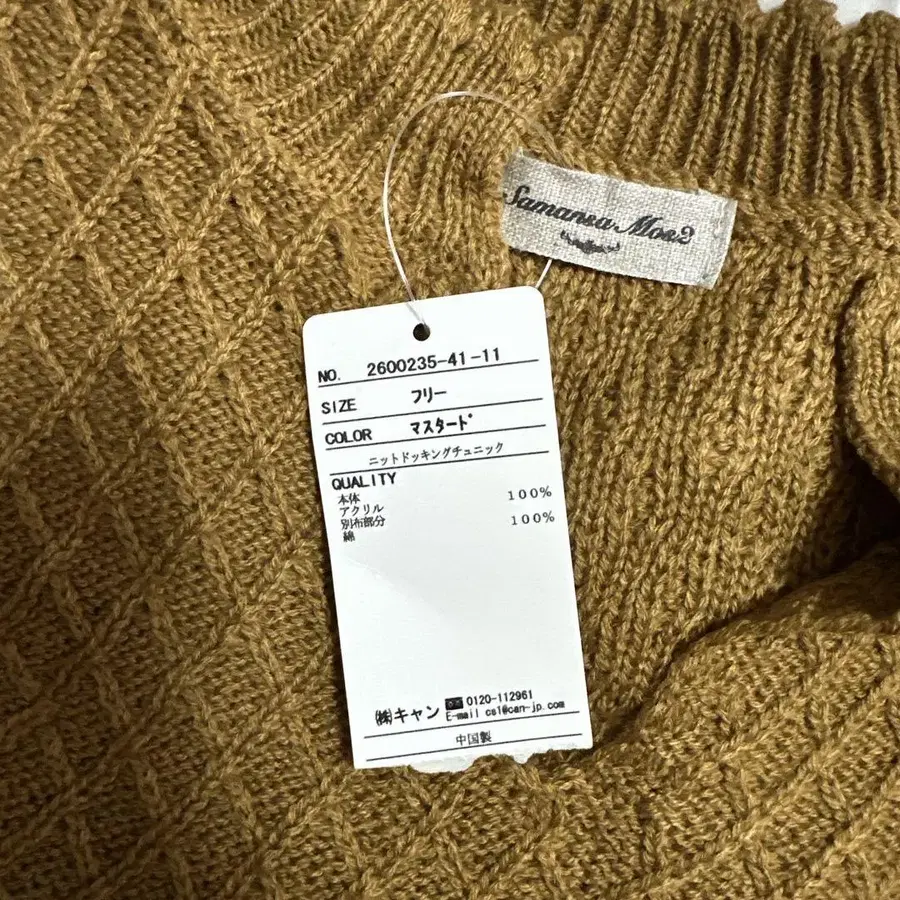 Samansa Mos2
NO. 2600235-41-11
SIZE フリー
COLOR マスタード
ニットドッキングチュニック
QUALITY
本体
アクリル 100%
別布部分
綿 100%
㈱キャン 0120-112961
E-mail cs1@can-jp.com
中国製